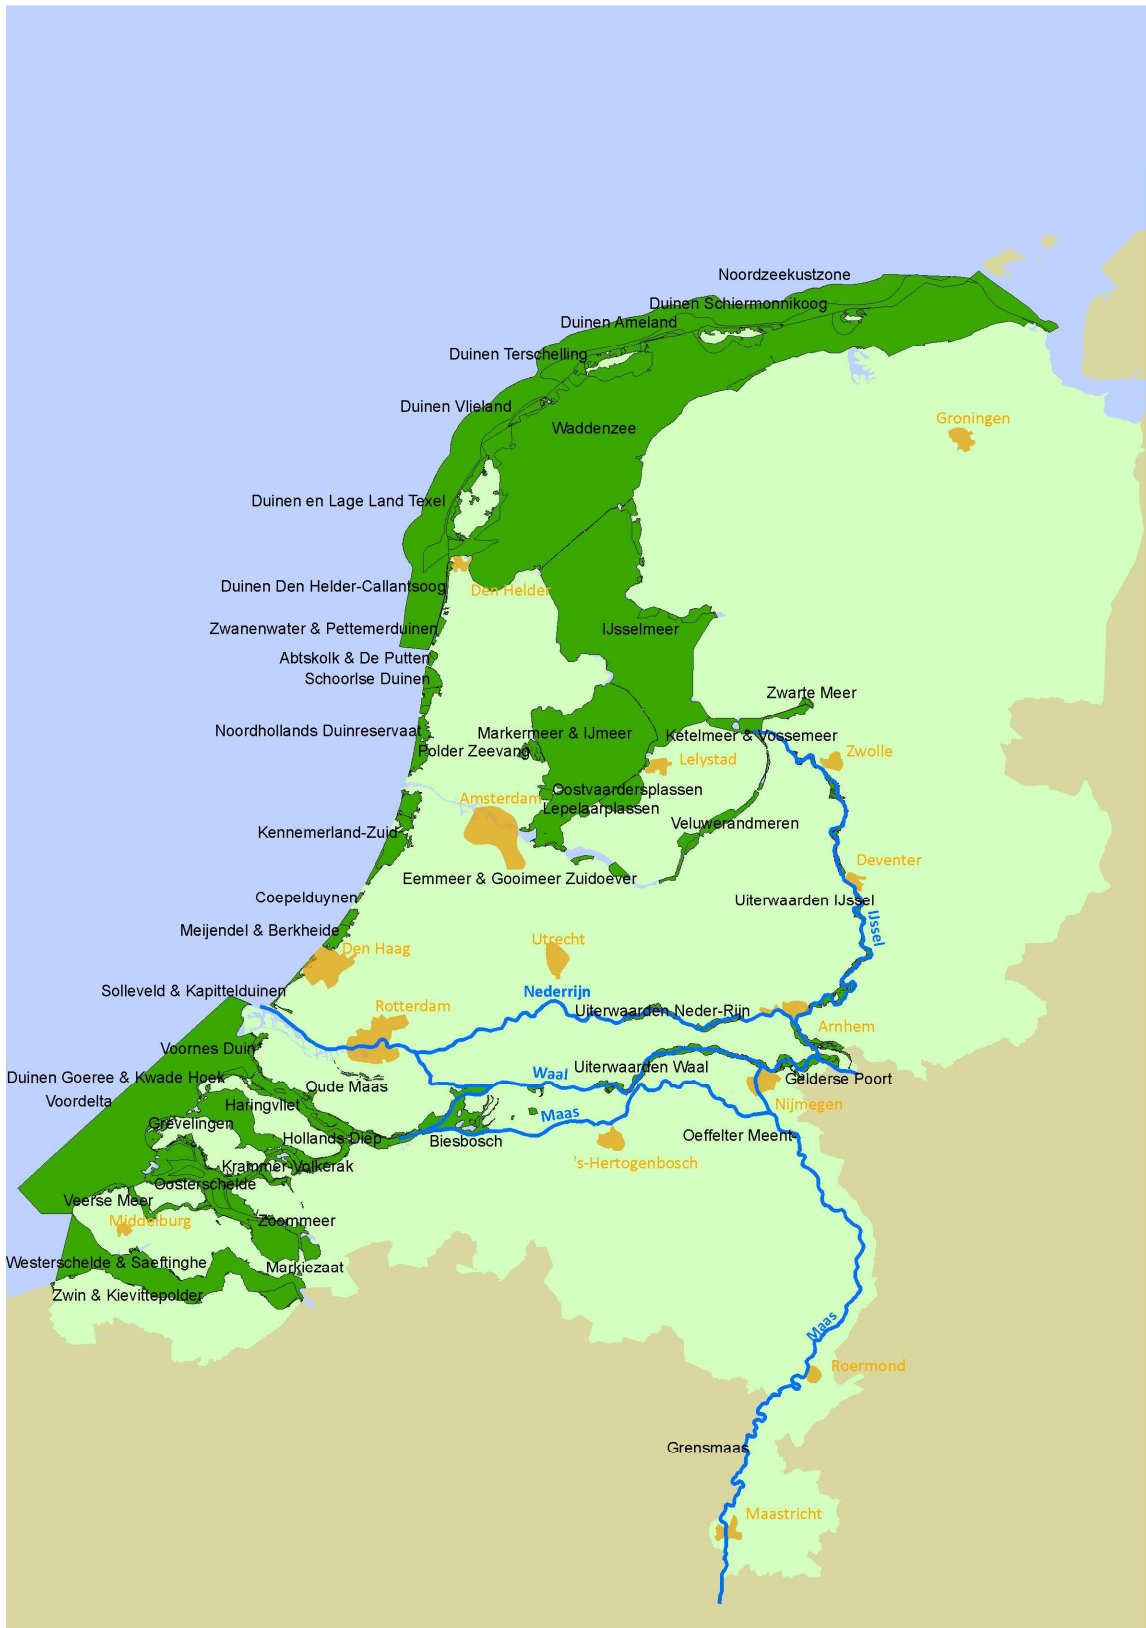 Noordzeekustzone
Duinen Schiermonnikoog
Duinen Ameland
Duinen Terschelling
Duinen Vlieland
Groningen
Waddenzee
Duinen en Lage Land Texel
Duinen Den Helder-Callantsoog
Den Helder
Zwanenwater & Pettemerduinen
IJsselmeer
Abtskolk & De Putten
Schoorlse Duinen
Zwarte Meer
Noordhollands Duinreservaat
Markermeer & IJmeer
Ketelmeer & Vossemeer
Polder Zeevang
Lelystad
Zwolle
Oostvaardersplassen
Amsterdam
Lepelaarplassen
Kennemerland-Zuid
Veluwerandmeren
Deventer
Eemmeer & Gooimeer Zuidoever
Coepelduynen
Uiterwaarden IJssel
IJssel
Meijendel & Berkheide
Den Haag
Utrecht
Solleveld & Kapittelduinen
Nederrijn
Rotterdam
Uiterwaarden Neder-Rijn
Arnhem
Voornes Duin
Duinen Goeree & Kwade Hoek
Oude Maas
Waal
Uiterwaarden Waal
Gelderse Poort
Voordelta
Haringvliet
Maas
Nijmegen
Grevelingen
Hollands Diep
Biesbosch
Oeffelter Meent
Krammer-Volkerak
's-Hertogenbosch
Oosterschelde
Veerse Meer
Middelburg
Zoommeer
Westerschelde & Saeftinghe
Markiezaat
Zwin & Kievittepolder
Maas
Roermond
Grensmaas
Maastricht